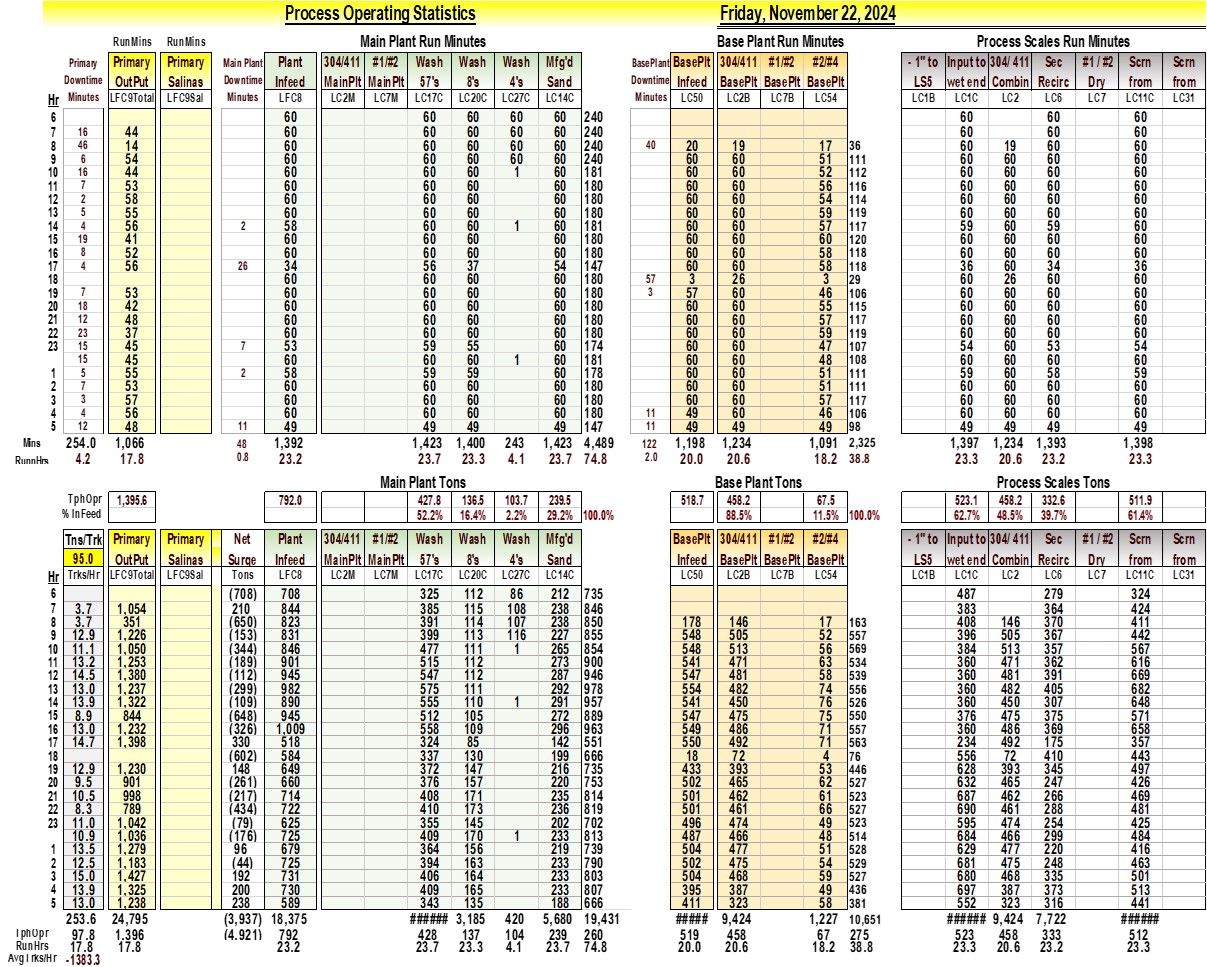 Process Operating Statistics Friday, November 22, 2024
RunMins RunMins Main Plant Run Minutes Base Plant Run Minutes Process Scales Run Minutes
Primary Primary Primary Main Plant Plant 304/411 #1/#2 Wash Wash Wash Mfg'd BasePlant BasePlt 304/411 #1/#2 #2/#4 - 1" to Input to 304/ 411 Sec #1 / #2 Scrn Scrn
Downtime OutPut Salinas Downtime Infeed MainPlt MainPlt 57's 8's 4's Sand Downtime Infeed BasePlt BasePlt BasePlt LS5 wet end Combin Recirc Dry from from
Hr Minutes LFC9Total LFC9Sal Minutes LFC8 LC2M LC7M LC17C LC20C LC27C LC14C Minutes LC50 LC2B LC7B LC54 LC1B LC1C LC2 LC6 LC7 LC11C LC31
6 60 60 60 60 60 240 60 60 60
7 16 44 60 60 60 60 60 240 60 60 60
8 46 14 60 60 60 60 60 240 40 20 19 17 36 60 19 60 60
9 6 54 60 60 60 60 60 240 60 60 51 111 60 60 60 60
10 16 44 60 60 60 1 60 181 60 60 52 112 60 60 60 60
11 7 53 60 60 60 60 180 60 60 56 116 60 60 60 60
12 2 58 60 60 60 60 180 60 60 54 114 60 60 60 60
13 5 55 60 60 60 60 180 60 60 59 119 60 60 60 60
14 4 56 2 58 60 60 1 60 181 60 60 57 117 59 60 59 60
15 19 41 60 60 60 60 180 60 60 60 120 60 60 60 60
16 8 52 60 60 60 60 180 60 60 58 118 60 60 60 60
17 4 56 26 34 56 37 54 147 60 60 58 118 36 60 34 36
18 60 60 60 60 180 57 3 26 3 29 60 26 60 60
19 7 53 60 60 60 60 180 3 57 60 46 106 60 60 60 60
20 18 42 60 60 60 60 180 60 60 55 115 60 60 60 60
21 12 48 60 60 60 60 180 60 60 57 117 60 60 60 60
22 23 37 60 60 60 60 180 60 60 59 119 60 60 60 60
23 15 45 7 53 59 55 60 174 60 60 47 107 54 60 53 54
15 45 60 60 60 1 60 181 60 60 48 108 60 60 60 60
1 5 55 2 58 59 59 60 178 60 60 51 111 59 60 58 59
2 7 53 60 60 60 60 180 60 60 51 111 60 60 60 60
3 3 57 60 60 60 60 180 60 60 57 117 60 60 60 60
4 4 56 60 60 60 60 180 11 49 60 46 106 60 60 60 60
5 12 48 11 49 49 49 49 147 11 49 49 49 98 49 49 49 49
Mins 254.0 1,066 48 1,392 1,423 1,400 243 1,423 4,489 122 1,198 1,234 1,091 2,325 1,397 1,234 1,393 1,398
RunnHrs 4.2 17.8 0.8 23.2 23.7 23.3 4.1 23.7 74.8 2.0 20.0 20.6 18.2 38.8 23.3 20.6 23.2 23.3
Main Plant Tons Base Plant Tons Process Scales Tons
TphOpr 1,395.6 792.0 427.8 136.5 103.7 239.5 518.7 458.2 67.5 523.1 458.2 332.6 511.9
% InFeed 52.2% 16.4% 2.2% 29.2% 100.0% 88.5% 11.5% 100.0% 62.7% 48.5% 39.7% 61.4%
Tns/Trk Primary Primary Net Plant 304/411 #1/#2 Wash Wash Wash Mfg'd BasePlt 304/411 #1/#2 #2/#4 - 1" to Input to 304/ 411 Sec #1 / #2 Scrn Scrn
95.0 OutPut Salinas Surge Infeed MainPlt MainPlt 57's 8's 4's Sand Infeed BasePlt BasePlt BasePlt LS5 wet end Combin Recirc Dry from from
Hr Trks/Hr LFC9Total LFC9Sal Tons LFC8 LC2M LC7M LC17C LC20C LC27C LC14C LC50 LC2B LC7B LC54 LC1B LC1C LC2 LC6 LC7 LC11C LC31
6 (708) 708 325 112 86 212 735 487 279 324
7 3.7 1,054 210 844 385 115 108 238 846 383 364 424
8 3.7 351 (650) 823 391 114 107 238 850 178 146 17 163 408 146 370 411
9 12.9 1,226 (153) 831 399 113 116 227 855 548 505 52 557 396 505 367 442
10 11.1 1,050 (344) 846 477 111 1 265 854 548 513 56 569 384 513 357 567
11 13.2 1,253 (189) 901 515 112 273 900 541 471 63 534 360 471 362 616
12 14.5 1,380 (112) 945 547 112 287 946 547 481 58 539 360 481 391 669
13 13.0 1,237 (299) 982 575 111 292 978 554 482 74 556 360 482 405 682
14 13.9 1,322 (109) 890 555 110 1 291 957 541 450 76 526 360 450 307 648
15 8.9 844 (648) 945 512 105 272 889 547 475 75 550 376 475 375 571
16 13.0 1,232 (326) 1,009 558 109 296 963 549 486 71 557 360 486 369 658
17 14.7 1,398 330 518 324 85 142 551 550 492 71 563 234 492 175 357
18 (602) 584 337 130 199 666 18 72 4 76 556 72 410 443
19 12.9 1,230 148 649 372 147 216 735 433 393 53 446 628 393 345 497
20 9.5 901 (261) 660 376 157 220 753 502 465 62 527 632 465 247 426
21 10.5 998 (217) 714 408 171 235 814 501 462 61 523 687 462 266 469
22 8.3 789 (434) 722 410 173 236 819 501 461 66 527 690 461 288 481
23 11.0 1,042 (79) 625 355 145 202 702 496 474 49 523 595 474 254 425
10.9 1,036 (176) 725 409 170 1 233 813 487 466 48 514 684 466 299 484
1 13.5 1,279 96 679 364 156 219 739 504 477 51 528 629 477 220 416
2 12.5 1,183 (44) 725 394 163 233 790 502 475 54 529 681 475 248 463
3 15.0 1,427 192 731 406 164 233 803 504 468 59 527 680 468 335 501
4 13.9 1,325 200 730 409 165 233 807 395 387 49 436 697 387 373 513
5 13.0 1,238 238 589 343 135 188 666 411 323 58 381 552 323 316 441
253.6 24,795 (3,937) 18,375 ###### 3,185 420 5,680 19,431 ##### 9,424 1,227 10,651 ###### 9,424 7,722 ######
TphOpr 97.8 1,396 (4.921) 792 428 137 104 239 260 519 458 67 275 523 458 333 512
RunHrs 17.8 17.8 23.2 23.7 23.3 4.1 23.7 74.8 20.0 20.6 18.2 38.8 23.3 20.6 23.2 23.3
AvgTrks/Hr -1383.3